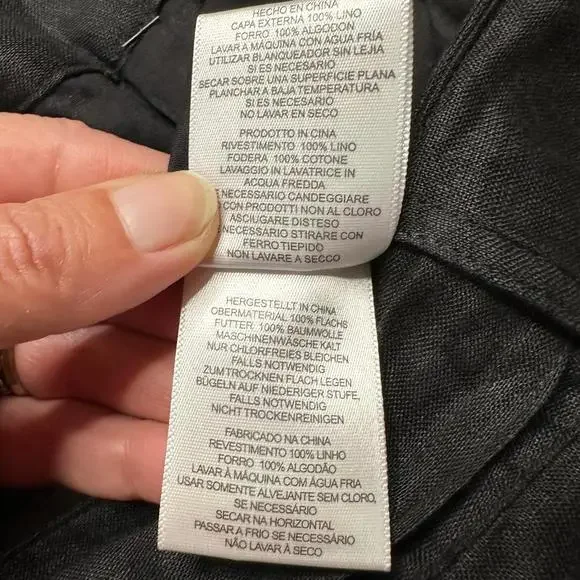 HECHO EN CHINA
CAPA EXTERNA 100% LINO
FORRO 100% ALGODON
LAVAR A MÁQUINA CON AGUA FRÍA
UTILIZAR BLANQUEADOR SIN LEJIA
SI ES NECESARIO
SECAR SOBRE UNA SUPERFICIE PLANA
PLANCHAR A BAJA TEMPERATURA
SI ES NECESARIO
NO LAVAR EN SECO
PRODOTTO IN CINA
RIVESTIMENTO 100% LINO
FODERA 100% COTONE
LAVAGGIO IN LAVATRICE IN
ACQUA FREDDA
NECESSARIO CANDEGGIARE
CON PRODOTTI NON AL CLORO
ASCIUGARE DISTESO
NECESSARIO STIRARE CON
FERRO TIEPIDO
NON LAVARE A SECCO
HERGESTELLT IN CHINA
OBERMATERIAL 100% FLACHS
FUTTER 100% BAUMWOLLE
MASCHINENWÄSCHE KALT
NUR CHLORFREIES BLEICHEN
FALLS NOTWENDIG
ZUM TROCKNEN FLACH LEGEN
BÜGELN AUF NIEDERIGER STUFE,
FALLS NOTWENDIG
NICHT TROCKENREINIGEN
FABRICADO NA CHINA
REVESTIMENTO 100% LINHO
FORRO 100% ALGODÃO
LAVAR À MÁQUINA COM AGUA FRIA
USAR SOMENTE ALVEJANTE SEM CLORO,
SE NECESSÁRIO
SECAR NA HORIZONTAL
PASSAR A FRIO SE NECESSÁRIO
NÃO LAVAR À SECO